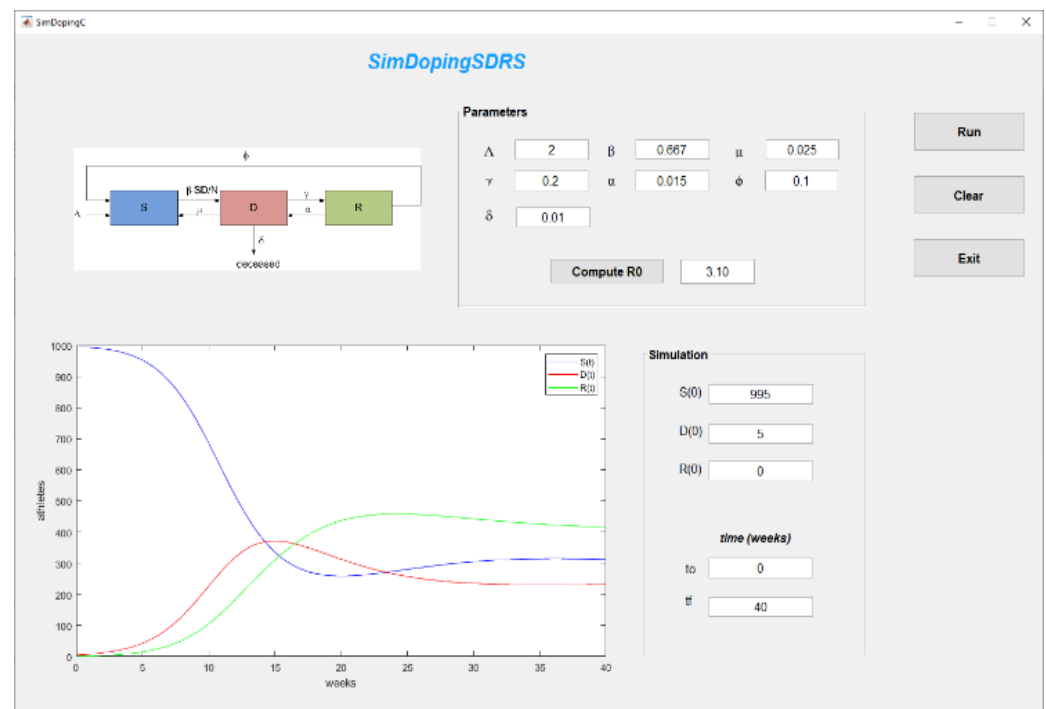 SimDopingC
SimDopingSDRS
Parameters
Λ 2 β 0.667 μ 0.025
γ 0.2 α 0.015 ϕ 0.1
δ 0.01
Compute R0 3.10
Run
Clear
Exit
ϕ
β SD/N γ
Λ S μ D α R
δ
deceased
1000
900
800
700
600
500
400
300
200
100
0
athletes
0 5 10 15 20 25 30 35 40
weeks
S(t)
D(t)
R(t)
Simulation
S(0) 995
D(0) 5
R(0) 0
time (weeks)
to 0
tf 40